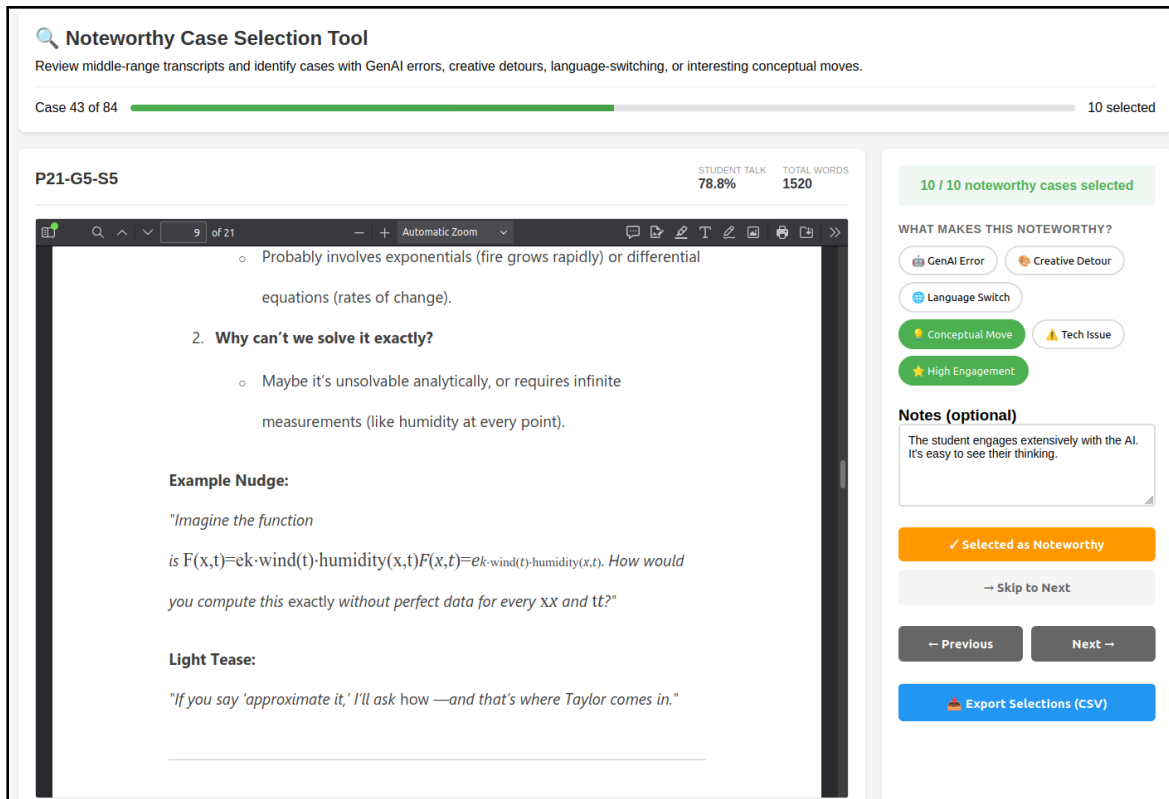 🔍 Noteworthy Case Selection Tool
Review middle-range transcripts and identify cases with GenAI errors, creative detours, language-switching, or interesting conceptual moves.
Case 43 of 84
10 selected
P21-G5-S5
STUDENT TALK
78.8%
TOTAL WORDS
1520
9 of 21
Automatic Zoom
○ Probably involves exponentials (fire grows rapidly) or differential
equations (rates of change).
2. Why can’t we solve it exactly?
○ Maybe it’s unsolvable analytically, or requires infinite
measurements (like humidity at every point).
Example Nudge:
"Imagine the function
is F(x,t)=ek⋅wind(t)⋅humidity(x,t)F(x,t)=ek⋅wind(t)⋅humidity(x,t). How would
you compute this exactly without perfect data for every xx and tt?"
Light Tease:
"If you say ‘approximate it,’ I’ll ask how —and that’s where Taylor comes in."
10 / 10 noteworthy cases selected
WHAT MAKES THIS NOTEWORTHY?
🤖 GenAI Error
🎨 Creative Detour
🌐 Language Switch
💡 Conceptual Move
⚠️ Tech Issue
⭐ High Engagement
Notes (optional)
The student engages extensively with the AI.
It's easy to see their thinking.
✓ Selected as Noteworthy
→ Skip to Next
← Previous
Next →
📥 Export Selections (CSV)